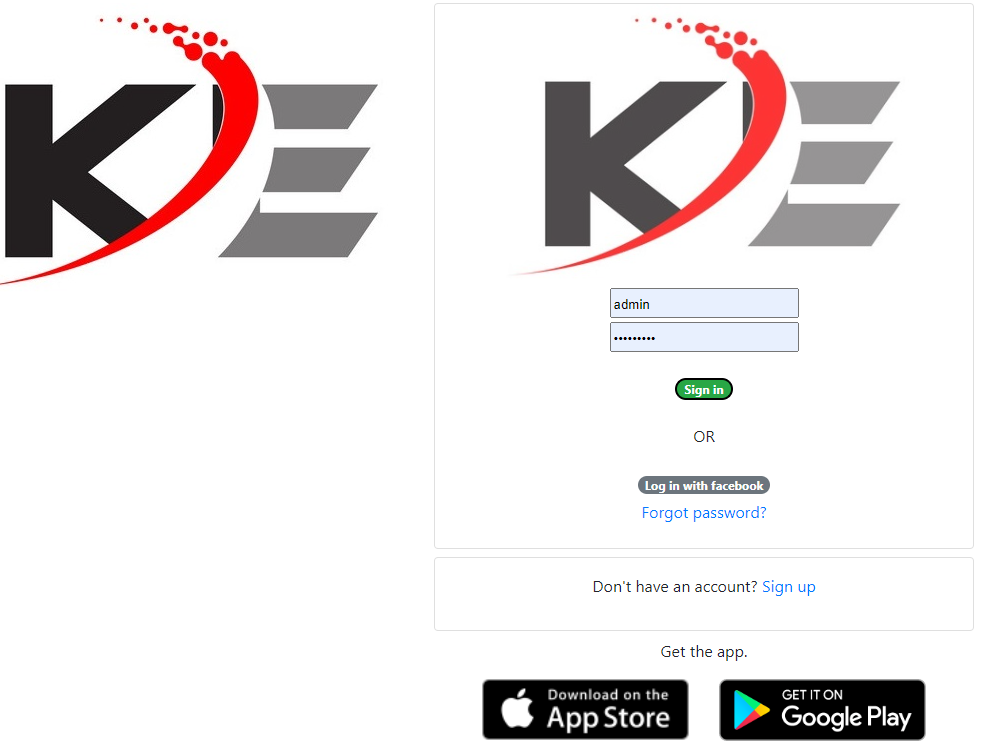 KE
KE
admin
•••••••••
Sign in
OR
Log in with facebook
Forgot password?
Don't have an account? Sign up
Get the app.
Download on the
App Store
GET IT ON
Google Play